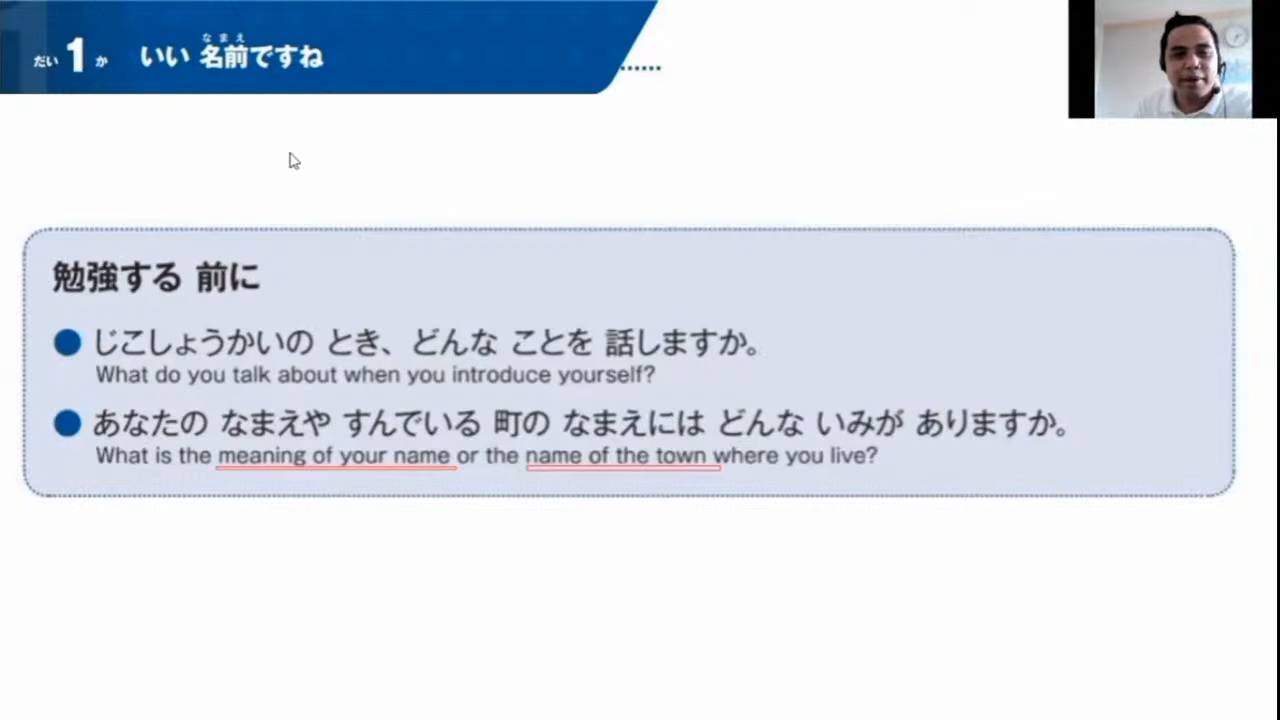 だい 1 か いい 名前ですね
なまえ
勉強する 前に
じこしょうかいの とき、どんな ことを 話しますか。
What do you talk about when you introduce yourself?
あなたの なまえや すんでいる 町の なまえには どんな いみが ありますか。
What is the meaning of your name or the name of the town where you live?